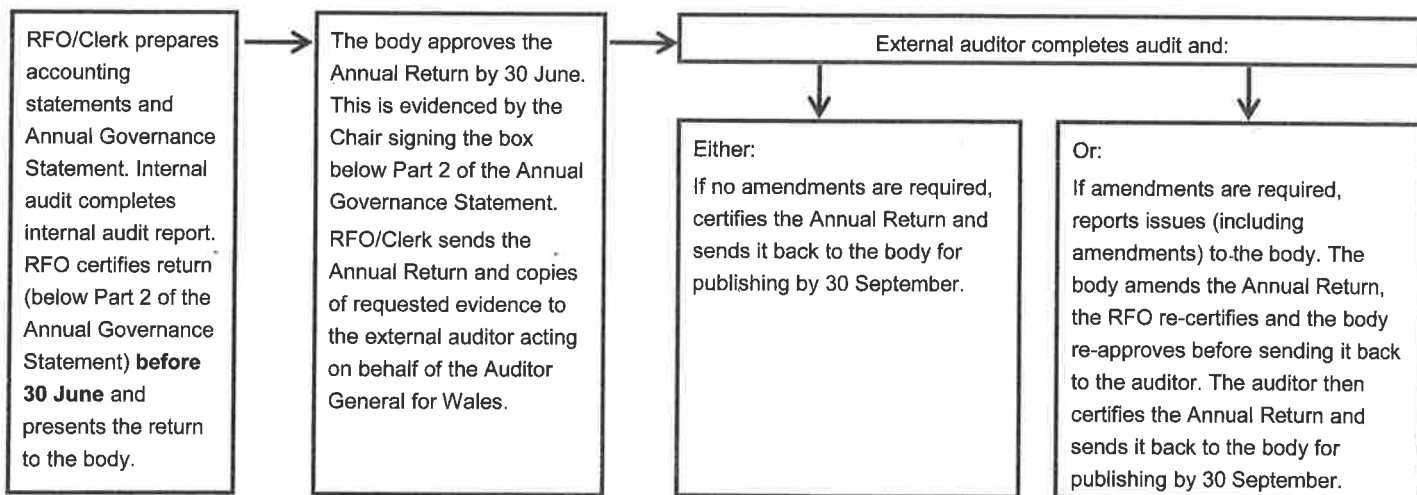 RFO/Clerk prepares
accounting
statements and
Annual Governance
Statement. Internal
audit completes
internal audit report.
RFO certifies return
(below Part 2 of the
Annual Governance
Statement) before
30 June and
presents the return
to the body.
The body approves the
Annual Return by 30 June.
This is evidenced by the
Chair signing the box
below Part 2 of the Annual
Governance Statement.
RFO/Clerk sends the
Annual Return and copies
of requested evidence to
the external auditor acting
on behalf of the Auditor
General for Wales.
External auditor completes audit and:
Either:
If no amendments are required,
certifies the Annual Return and
sends it back to the body for
publishing by 30 September.
Or:
If amendments are required,
reports issues (including
amendments) to the body. The
body amends the Annual Return,
the RFO re-certifies and the body
re-approves before sending it back
to the auditor. The auditor then
certifies the Annual Return and
sends it back to the body for
publishing by 30 September.